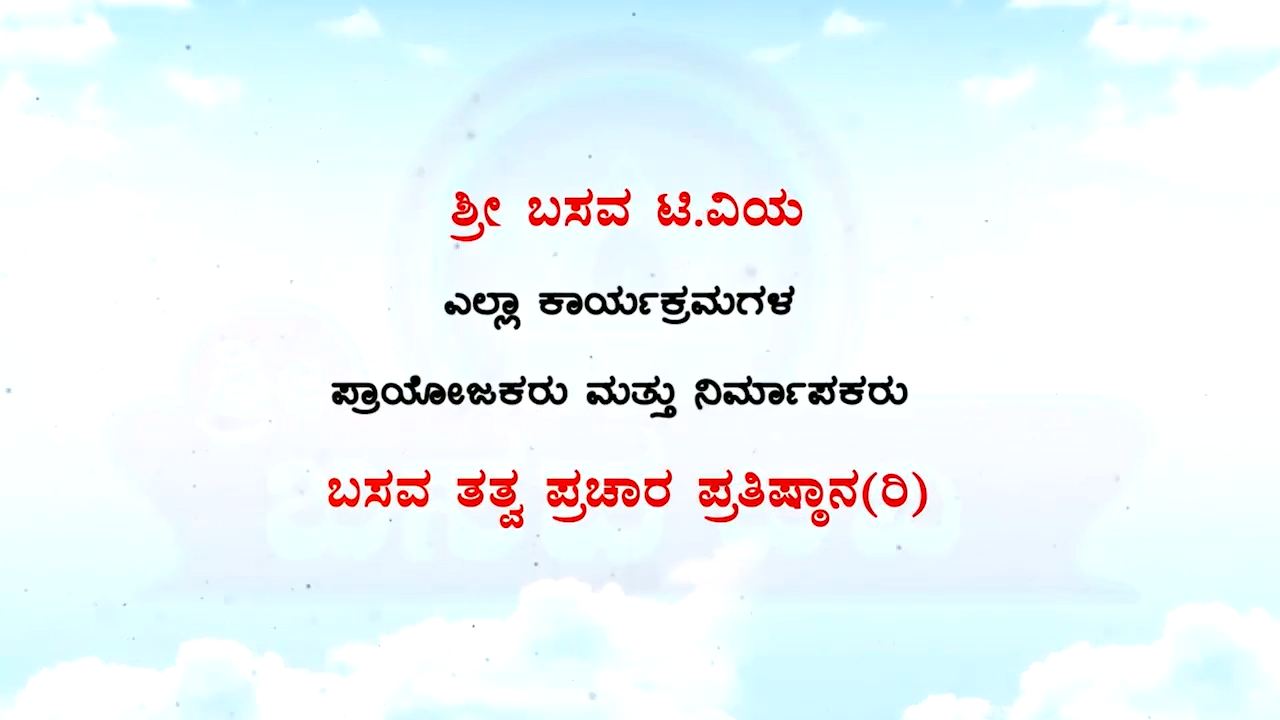 ಶ್ರೀ ಬಸವ ಟಿ.ವಿಯ
ಎಲ್ಲಾ ಕಾರ್ಯಕ್ರಮಗಳ
ಪ್ರಾಯೋಜಕರು ಮತ್ತು ನಿರ್ಮಾಪಕರು
ಬಸವ ತತ್ವ ಪ್ರಚಾರ ಪ್ರತಿಷ್ಠಾನ(ರಿ)